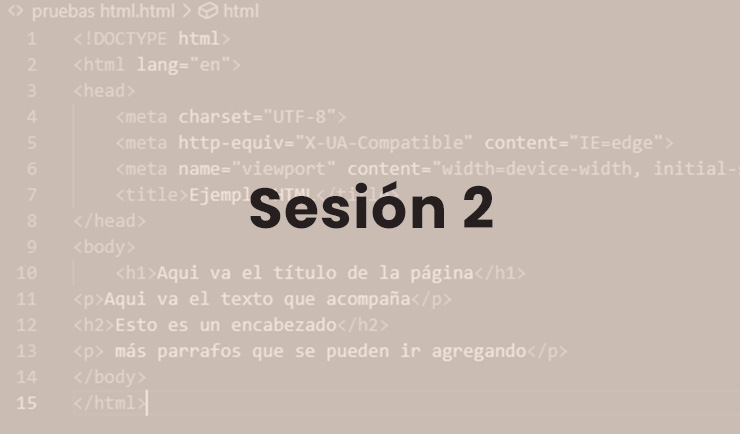 <> pruebas html.html > html
1 <!DOCTYPE html>
2 <html lang="en">
3 <head>
4 <meta charset="UTF-8">
5 <meta http-equiv="X-UA-Compatible" content="IE=edge">
6 <meta name="viewport" content="width=device-width, initial-s
7 <title>Ejemplo HTML</title>
Sesión 2
8 </head>
9 <body>
10 <h1>Aqui va el título de la página</h1>
11 <p>Aqui va el texto que acompaña</p>
12 <h2>Esto es un encabezado</h2>
13 <p> más parrafos que se pueden ir agregando</p>
14 </body>
15 </html>